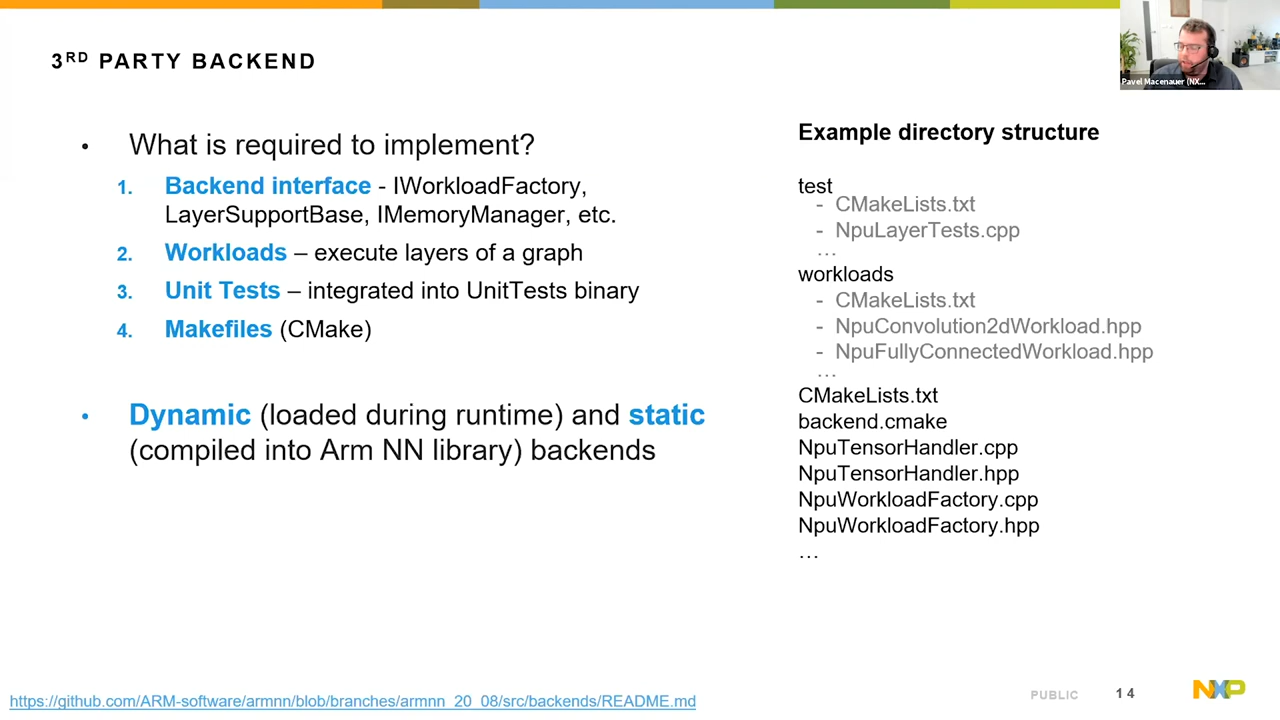 3RD PARTY BACKEND
Pavel Macenauer (NX...
• What is required to implement?
1. Backend interface - IWorkloadFactory,
LayerSupportBase, IMemoryManager, etc.
2. Workloads – execute layers of a graph
3. Unit Tests – integrated into UnitTests binary
4. Makefiles (CMake)
• Dynamic (loaded during runtime) and static
(compiled into Arm NN library) backends
Example directory structure
test
- CMakeLists.txt
- NpuLayerTests.cpp
...
workloads
- CMakeLists.txt
- NpuConvolution2dWorkload.hpp
- NpuFullyConnectedWorkload.hpp
...
CMakeLists.txt
backend.cmake
NpuTensorHandler.cpp
NpuTensorHandler.hpp
NpuWorkloadFactory.cpp
NpuWorkloadFactory.hpp
...
https://github.com/ARM-software/armnn/blob/branches/armnn_20_08/src/backends/README.md
PUBLIC 14
NXP